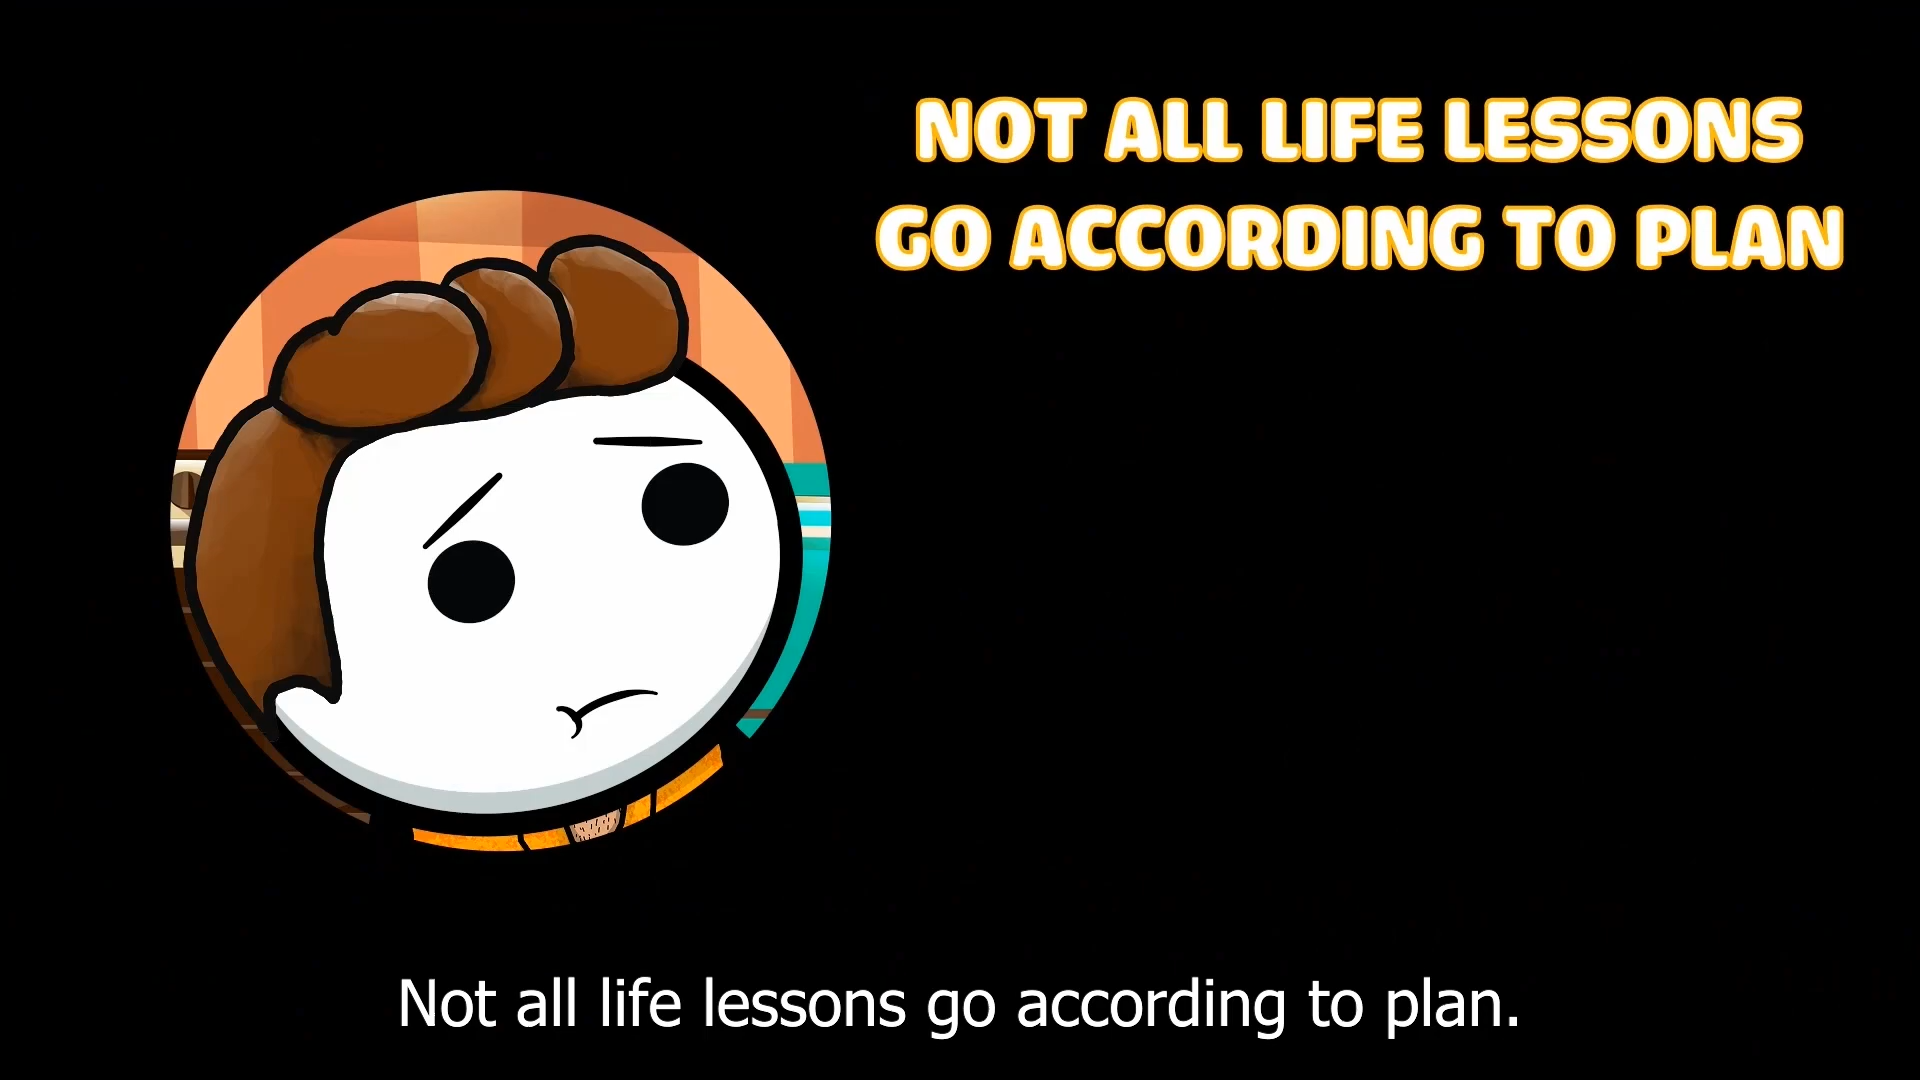 NOT ALL LIFE LESSONS
GO ACCORDING TO PLAN
Not all life lessons go according to plan.